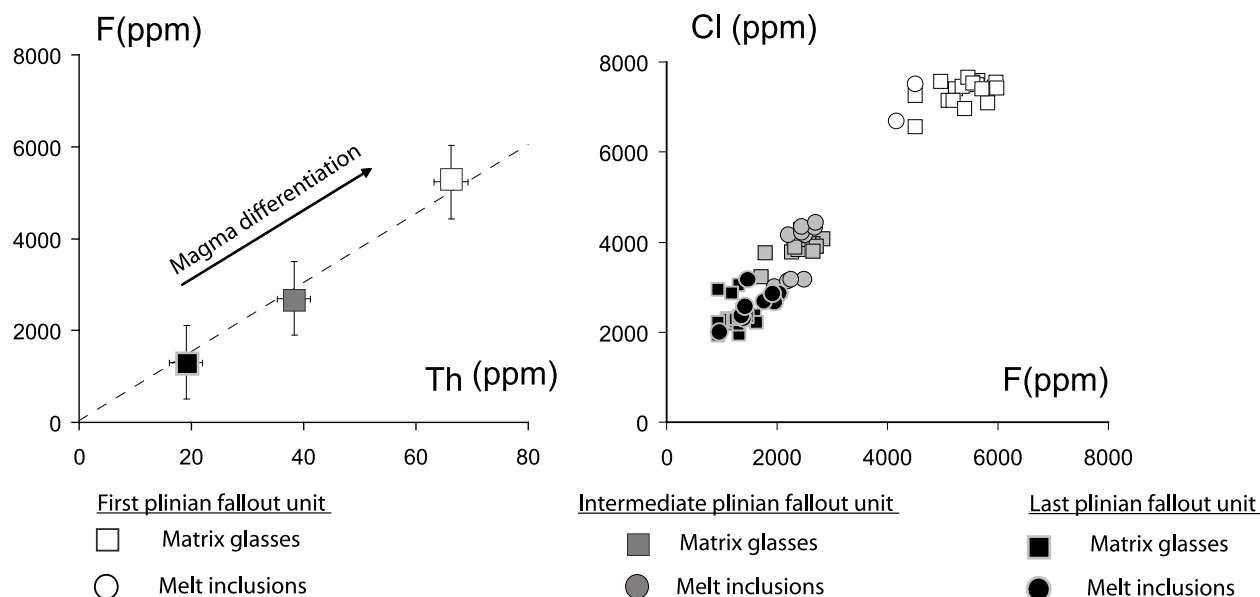 F(ppm)
8000
6000
4000
2000
0
Magma differentiation
Th (ppm)
0 20 40 60 80
Cl (ppm)
8000
6000
4000
2000
0
F(ppm)
0 2000 4000 6000 8000
First plinian fallout unit
Matrix glasses
Melt inclusions
Intermediate plinian fallout unit
Matrix glasses
Melt inclusions
Last plinian fallout unit
Matrix glasses
Melt inclusions